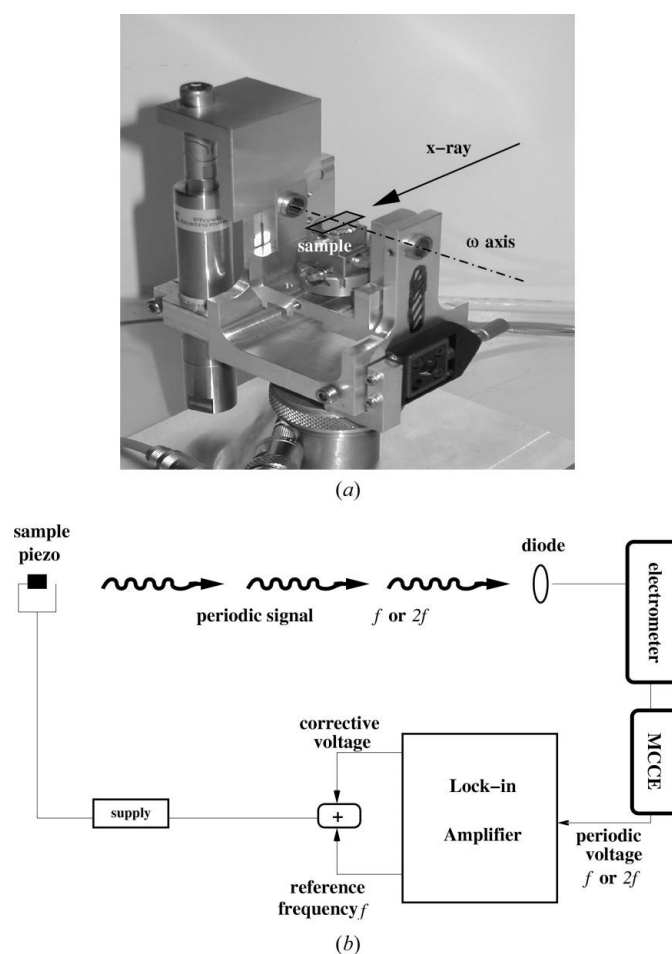 x-ray
sample
ω axis
(a)
sample
piezo
diode
electrometer
periodic signal
f or 2f
MCCE
corrective
voltage
Lock-in
Amplifier
supply
+
periodic
voltage
f or 2f
reference
frequency f
(b)